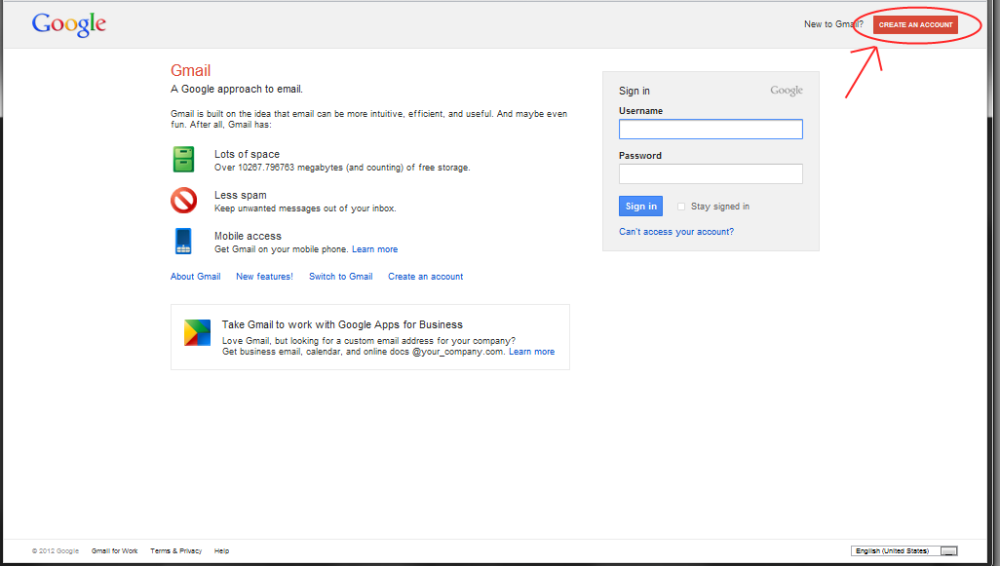 Google
New to Gmail? CREATE AN ACCOUNT
Gmail
A Google approach to email.
Gmail is built on the idea that email can be more intuitive, efficient, and useful. And maybe even
fun. After all, Gmail has:
Lots of space
Over 10267.796763 megabytes (and counting) of free storage.
Less spam
Keep unwanted messages out of your inbox.
Mobile access
Get Gmail on your mobile phone. Learn more
About Gmail New features! Switch to Gmail Create an account
Take Gmail to work with Google Apps for Business
Love Gmail, but looking for a custom email address for your company?
Get business email, calendar, and online docs @your_company.com. Learn more
Sign in Google
Username
Password
Sign in Stay signed in
Can't access your account?
© 2012 Google Gmail for Work Terms & Privacy Help
English (United States)